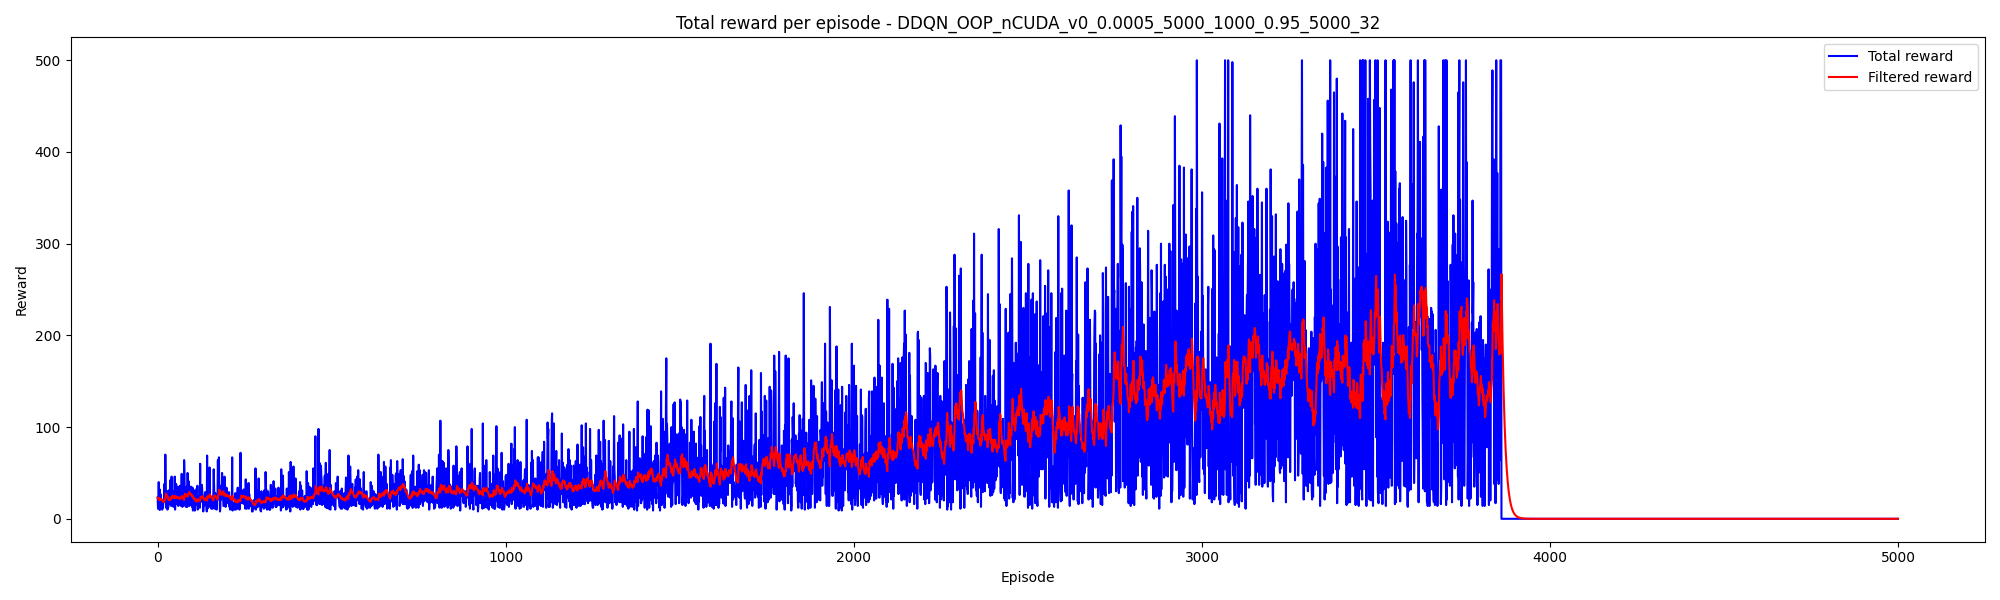 Total reward per episode - DDQN_OOP_nCUDA_v0_0.0005_5000_1000_0.95_5000_32
Total reward
Filtered reward
500
400
300
200
100
0
Reward
0 1000 2000 3000 4000 5000
Episode